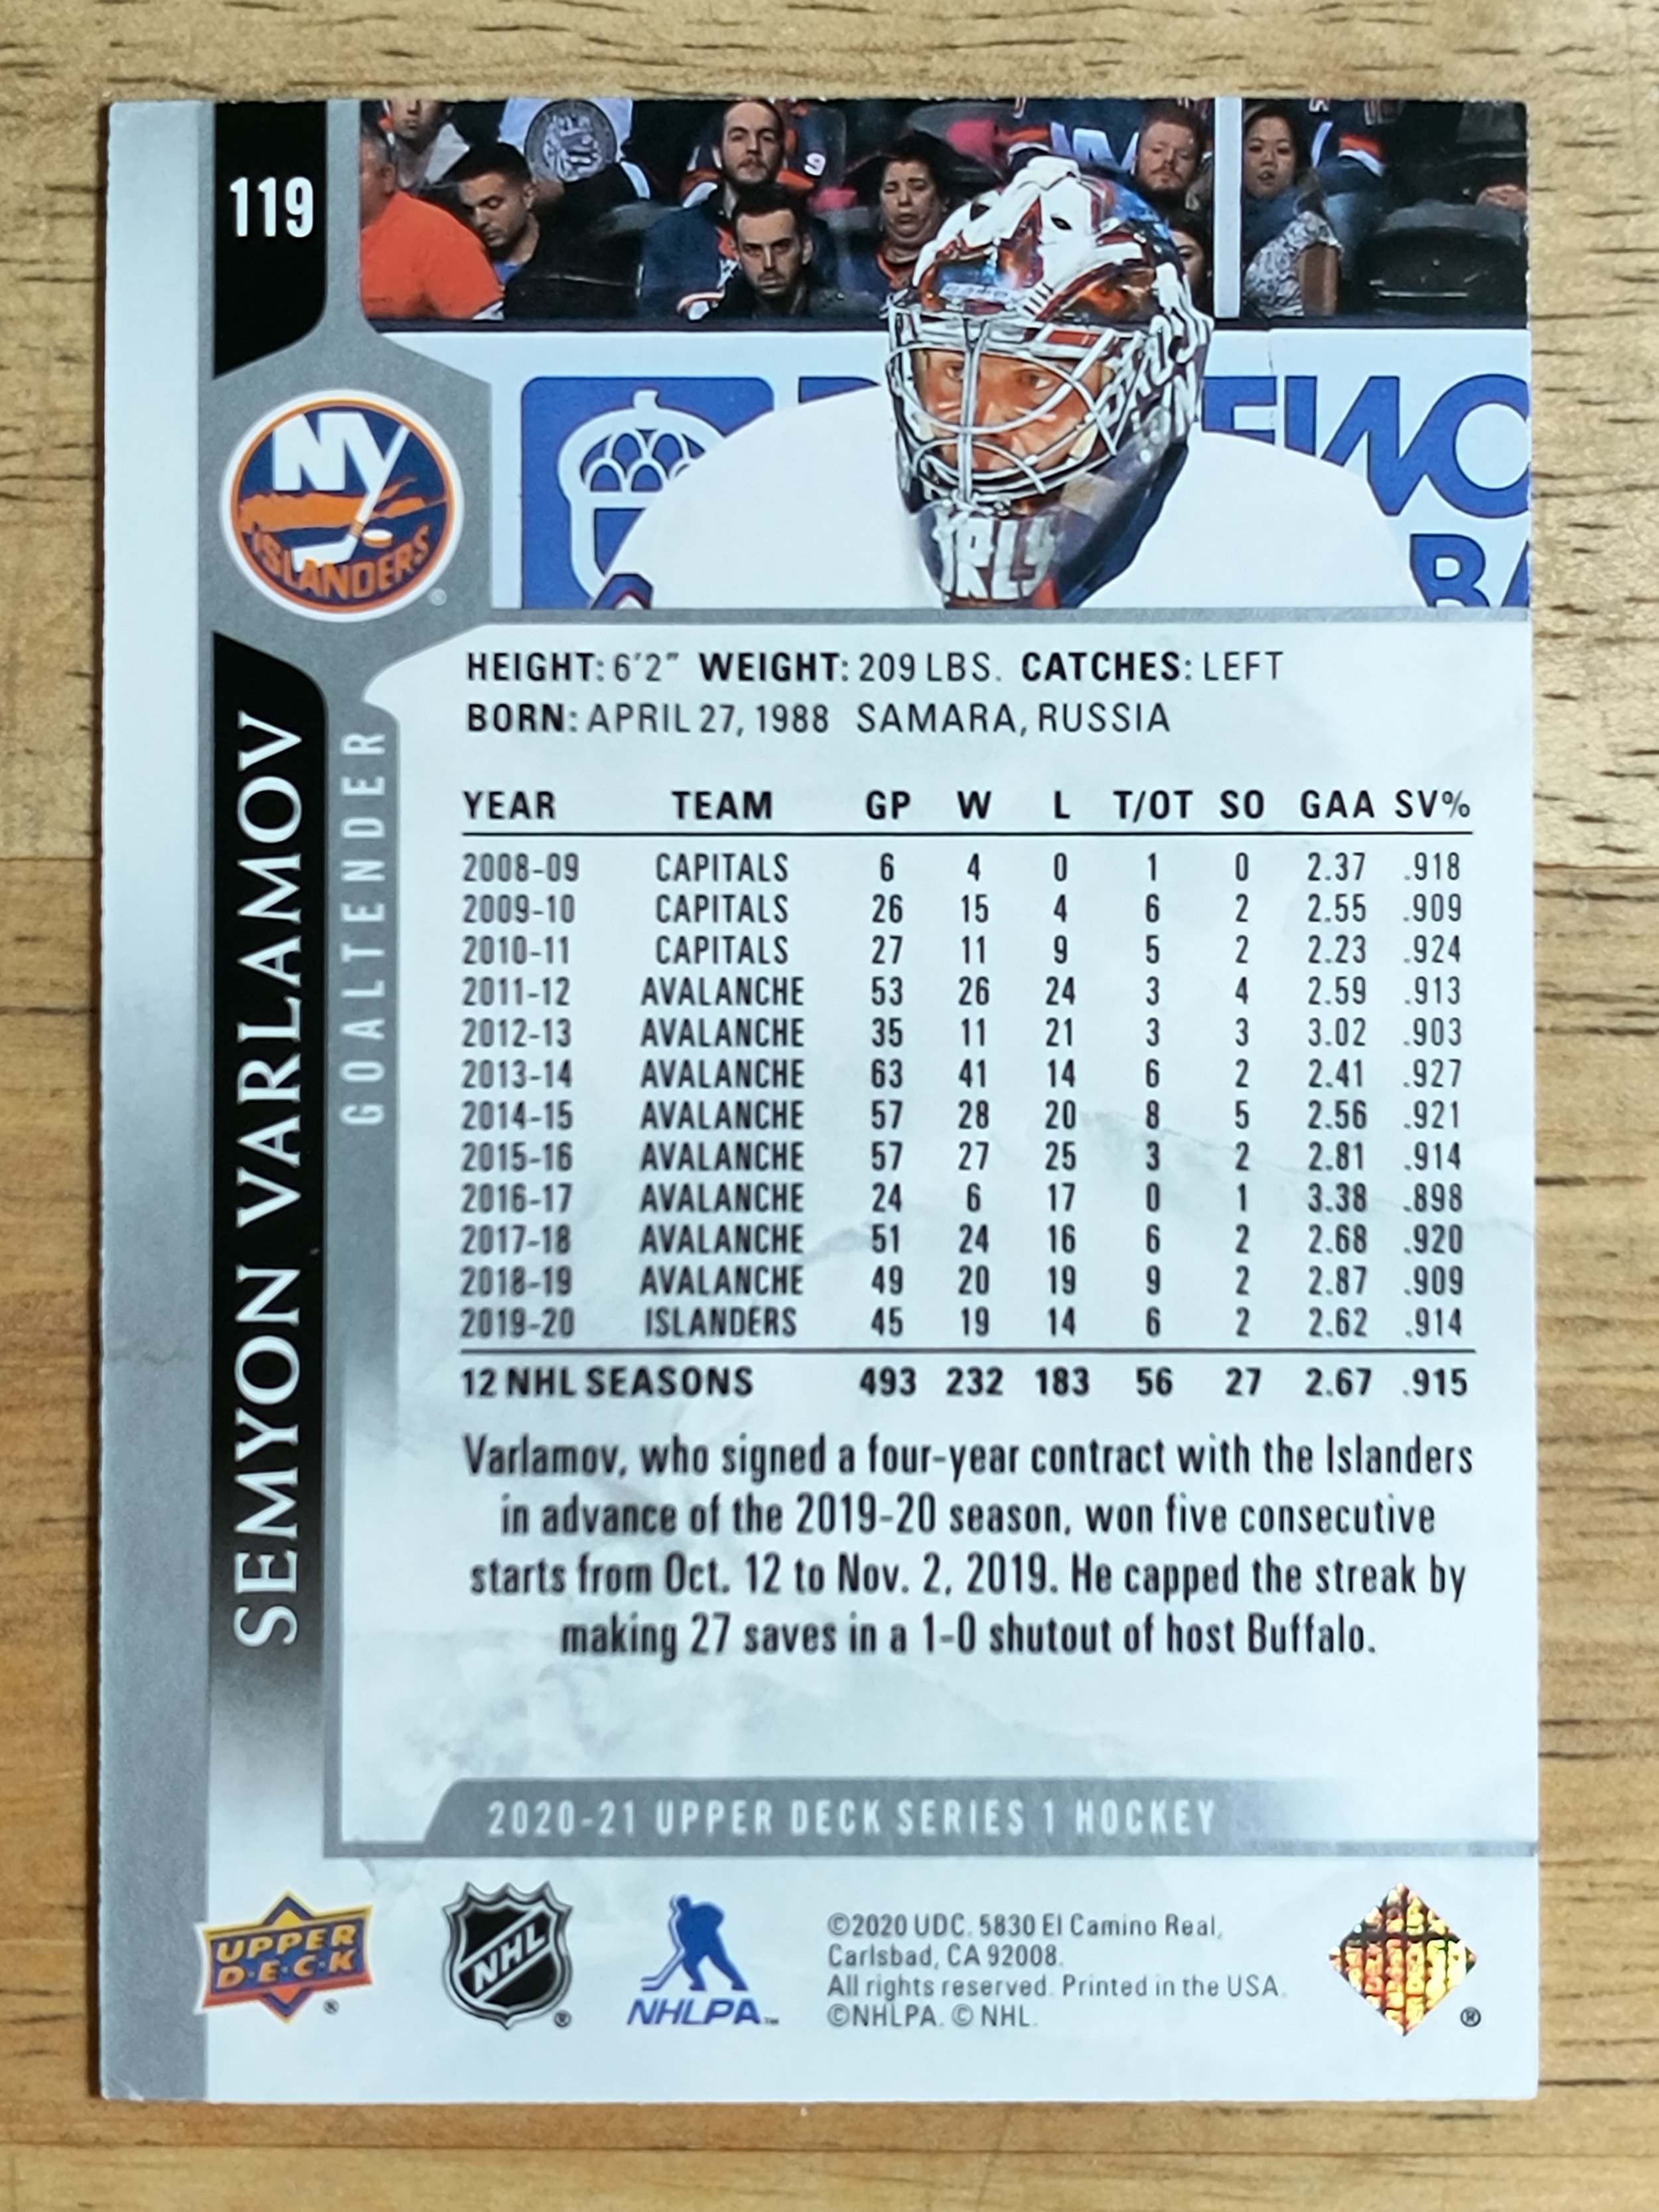 119
NY
ISLANDERS
®
SEMYON VARLAMOV
GOALTENDER
HEIGHT: 6'2" WEIGHT: 209 LBS. CATCHES: LEFT
BORN: APRIL 27, 1988 SAMARA, RUSSIA
YEAR TEAM GP W L T/OT SO GAA SV%
2008-09 CAPITALS 6 4 0 1 0 2.37 .918
2009-10 CAPITALS 26 15 4 6 2 2.55 .909
2010-11 CAPITALS 27 11 9 5 2 2.23 .924
2011-12 AVALANCHE 53 26 24 3 4 2.59 .913
2012-13 AVALANCHE 35 11 21 3 3 3.02 .903
2013-14 AVALANCHE 63 41 14 6 2 2.41 .927
2014-15 AVALANCHE 57 28 20 8 5 2.56 .921
2015-16 AVALANCHE 57 27 25 3 2 2.81 .914
2016-17 AVALANCHE 24 6 17 0 1 3.38 .898
2017-18 AVALANCHE 51 24 16 6 2 2.68 .920
2018-19 AVALANCHE 49 20 19 9 2 2.87 .909
2019-20 ISLANDERS 45 19 14 6 2 2.62 .914
12 NHL SEASONS 493 232 183 56 27 2.67 .915
Varlamov, who signed a four-year contract with the Islanders
in advance of the 2019-20 season, won five consecutive
starts from Oct. 12 to Nov. 2, 2019. He capped the streak by
making 27 saves in a 1-0 shutout of host Buffalo.
2020-21 UPPER DECK SERIES 1 HOCKEY
UPPER
D·E·C·K
®
NHL
®
NHLPA™
©2020 UDC. 5830 El Camino Real,
Carlsbad, CA 92008.
All rights reserved. Printed in the USA.
©NHLPA. © NHL.
®